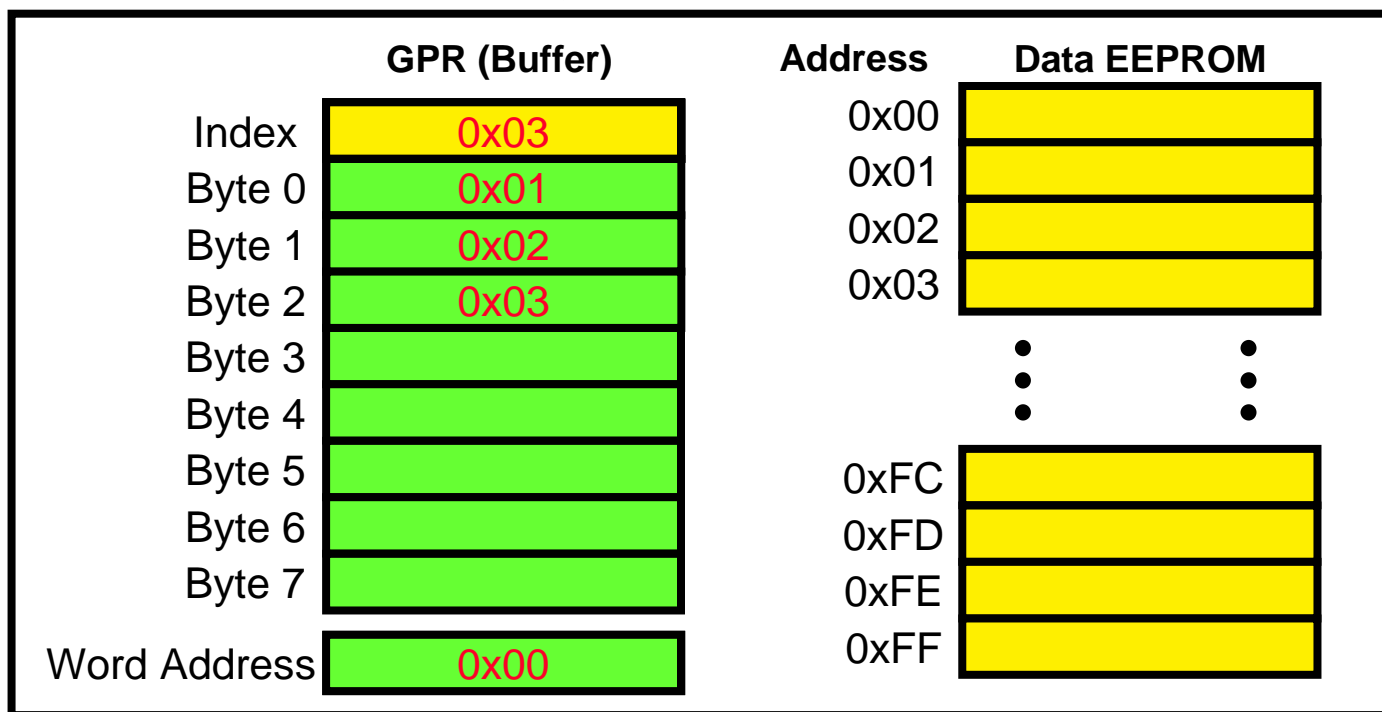 GPR (Buffer)
Index 0x03
Byte 0 0x01
Byte 1 0x02
Byte 2 0x03
Byte 3
Byte 4
Byte 5
Byte 6
Byte 7
Word Address 0x00
Address Data EEPROM
0x00
0x01
0x02
0x03
0xFC
0xFD
0xFE
0xFF